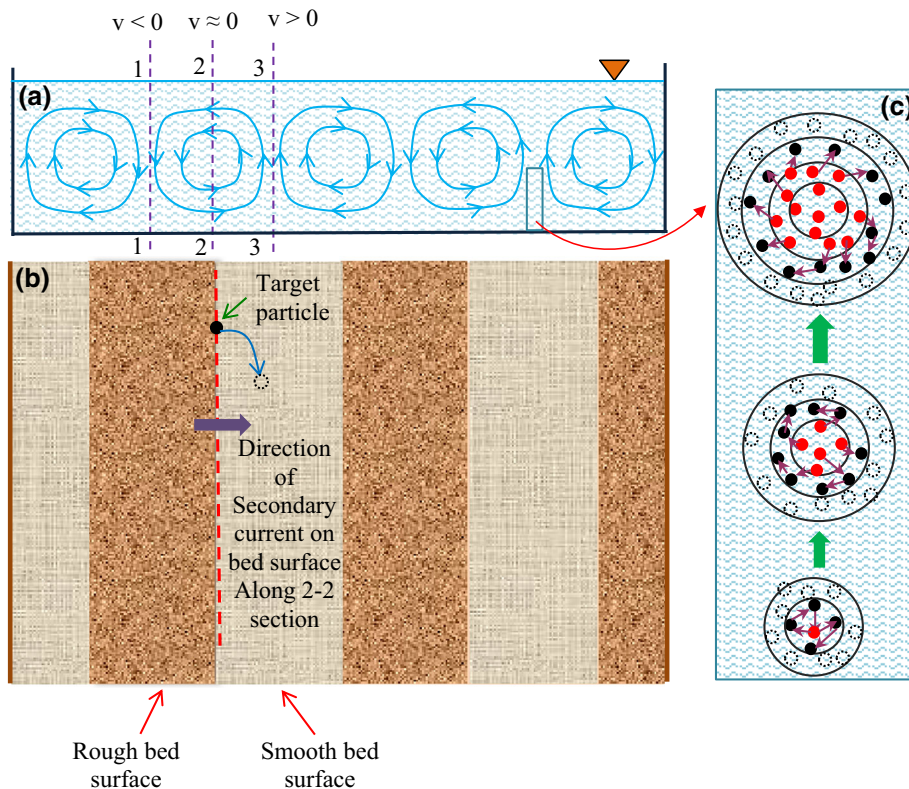 v < 0
v ≈ 0
v > 0
1
2
3
(a)
(c)
1
2
3
(b)
Target
particle
Direction
of
Secondary
current on
bed surface
Along 2-2
section
Rough bed
surface
Smooth bed
surface